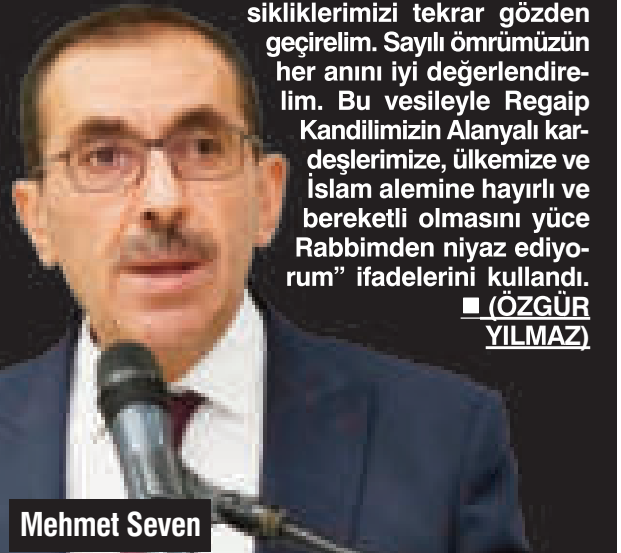 sikliklerimizi tekrar gözden
geçirelim. Sayılı ömrümüzün
her anını iyi değerlendire-
lim. Bu vesileyle Regaip
Kandilimizin Alanyalı kar-
deşlerimize, ülkemize ve
İslam alemine hayırlı ve
bereketli olmasını yüce
Rabbimden niyaz ediyo-
rum” ifadelerini kullandı.
■ (ÖZGÜR
YILMAZ)
Mehmet Seven